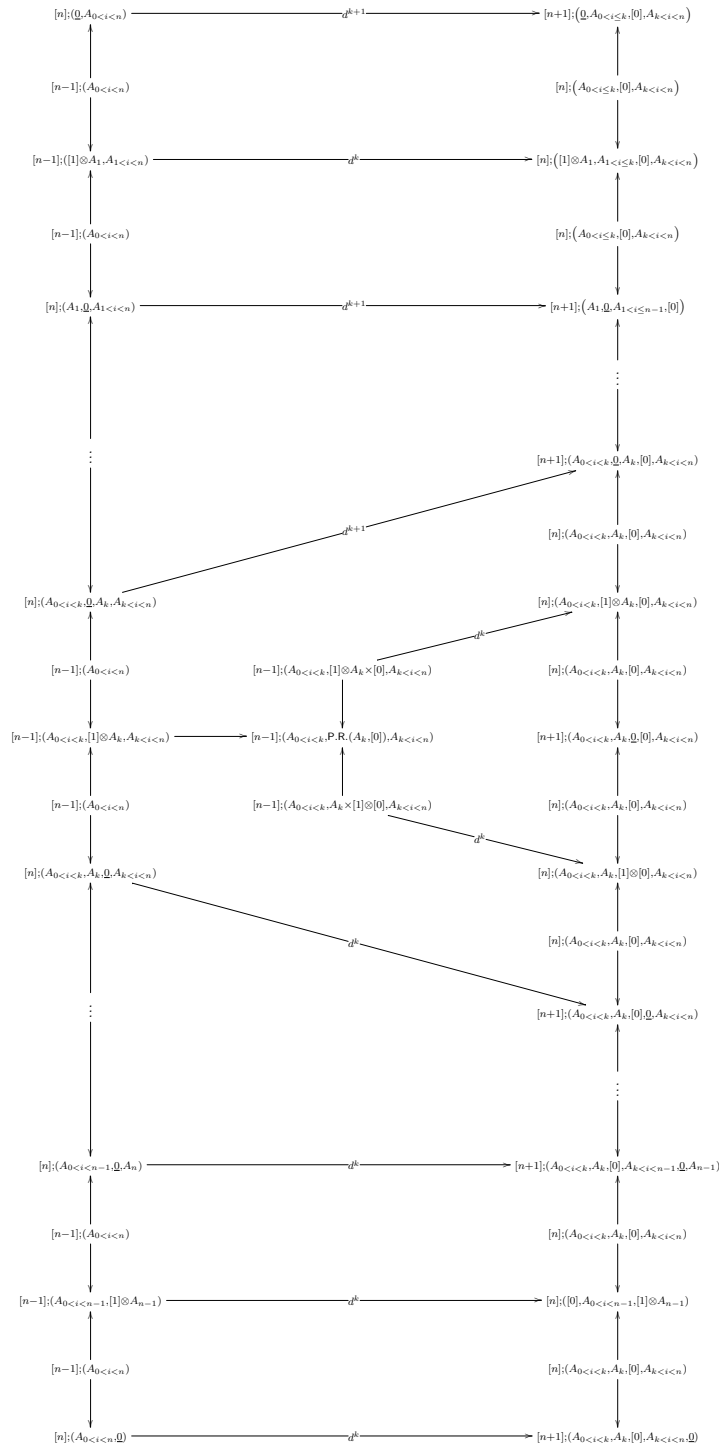 [n];(0,A_{0<i<n}) d^{k+1} [n+1];(0,A_{0<i≤k},[0],A_{k<i<n})
[n−1];(A_{0<i<n}) [n];(A_{0<i≤k},[0],A_{k<i<n})
[n−1];([1]⊗A_1,A_{1<i<n}) d^k [n];([1]⊗A_1,A_{1<i≤k},[0],A_{k<i<n})
[n−1];(A_{0<i<n}) [n];(A_{0<i≤k},[0],A_{k<i<n})
[n];(A_1,0,A_{1<i<n}) d^{k+1} [n+1];(A_1,0,A_{1<i≤n−1},[0])
⋮
⋮
[n+1];(A_{0<i<k},0,A_k,[0],A_{k<i<n})
d^{k+1} [n];(A_{0<i<k},A_k,[0],A_{k<i<n})
[n];(A_{0<i<k},0,A_k,A_{k<i<n}) [n];(A_{0<i<k},[1]⊗A_k,[0],A_{k<i<n})
d^k
[n−1];(A_{0<i<n}) [n−1];(A_{0<i<k},[1]⊗A_k×[0],A_{k<i<n}) [n];(A_{0<i<k},A_k,[0],A_{k<i<n})
[n−1];(A_{0<i<k},[1]⊗A_k,A_{k<i<n}) [n−1];(A_{0<i<k},P.R.(A_k,[0]),A_{k<i<n}) [n+1];(A_{0<i<k},A_k,0,[0],A_{k<i<n})
[n−1];(A_{0<i<n}) [n−1];(A_{0<i<k},A_k×[1]⊗[0],A_{k<i<n}) [n];(A_{0<i<k},A_k,[0],A_{k<i<n})
d^k
[n];(A_{0<i<k},A_k,0,A_{k<i<n}) [n];(A_{0<i<k},A_k,[1]⊗[0],A_{k<i<n})
d^k [n];(A_{0<i<k},A_k,[0],A_{k<i<n})
⋮ [n+1];(A_{0<i<k},A_k,[0],0,A_{k<i<n})
⋮
[n];(A_{0<i<n−1},0,A_n) d^k [n+1];(A_{0<i<k},A_k,[0],A_{k<i<n−1},0,A_{n−1})
[n−1];(A_{0<i<n}) [n];(A_{0<i<k},A_k,[0],A_{k<i<n})
[n−1];(A_{0<i<n−1},[1]⊗A_{n−1}) d^k [n];([0],A_{0<i<n−1},[1]⊗A_{n−1})
[n−1];(A_{0<i<n}) [n];(A_{0<i<k},A_k,[0],A_{k<i<n})
[n];(A_{0<i<n},0) d^k [n+1];(A_{0<i<k},A_k,[0],A_{k<i<n},0)